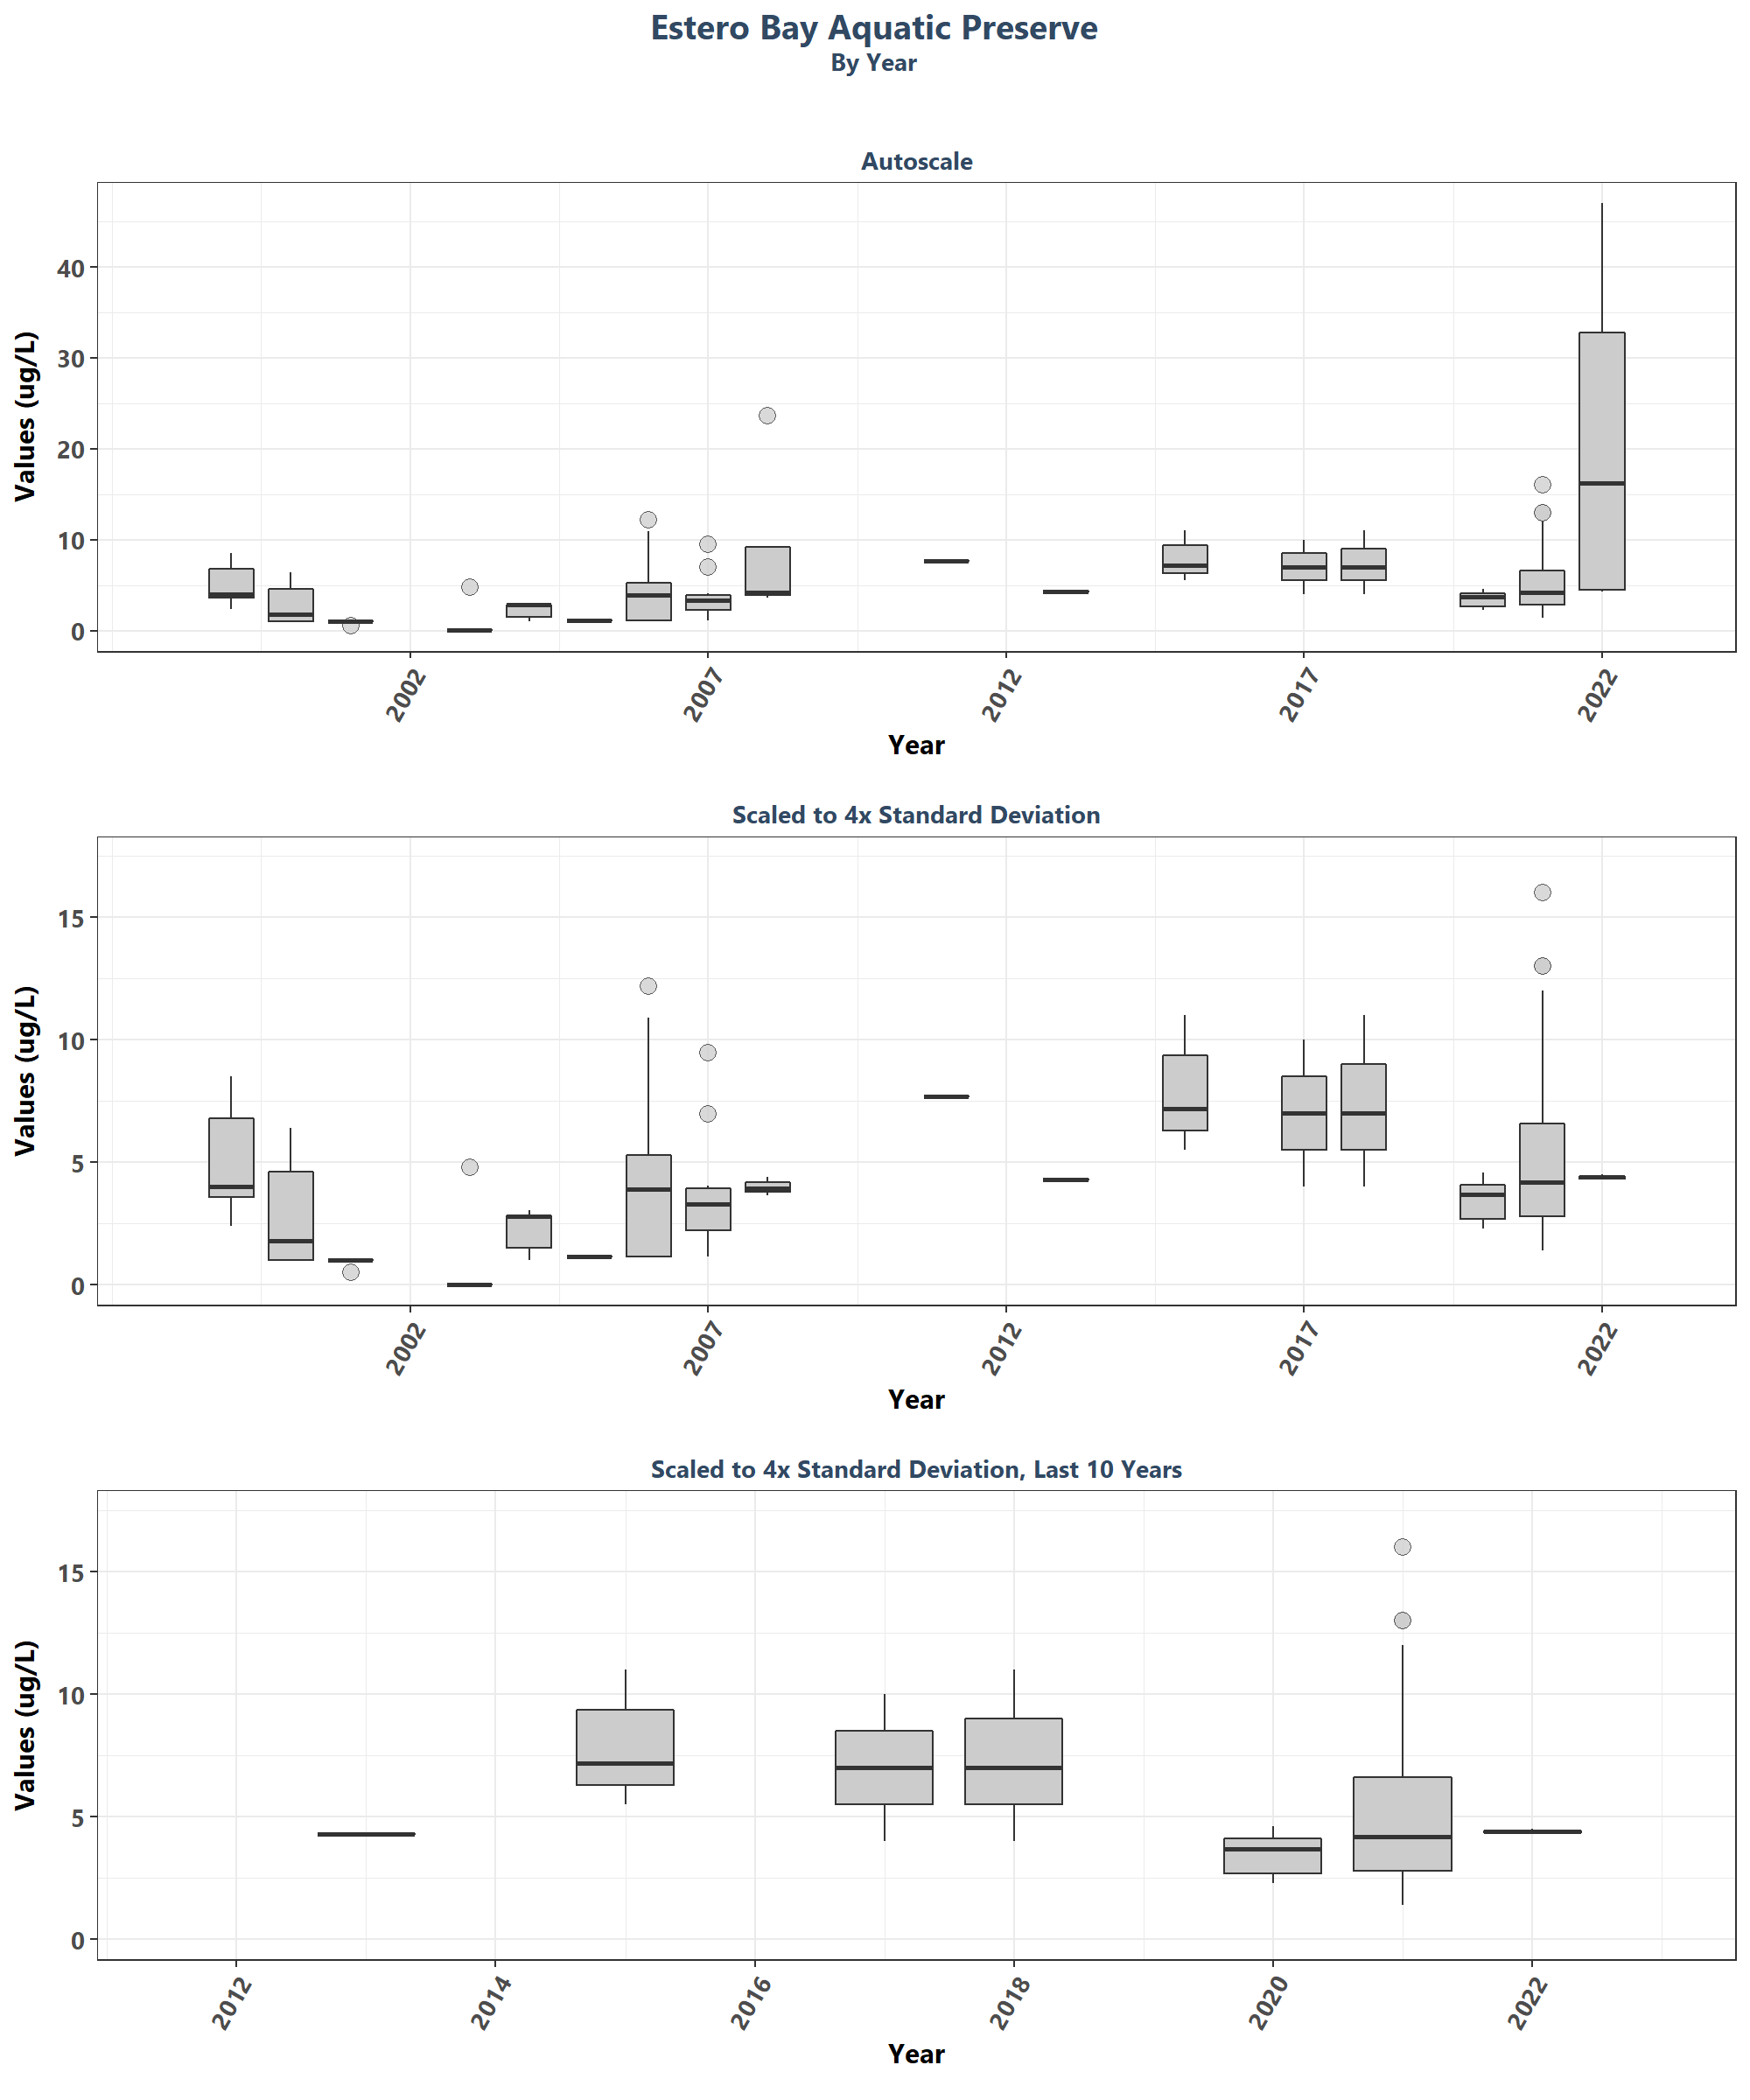 Estero Bay Aquatic Preserve
By Year
Autoscale
Values (ug/L)
40
30
20
10
0
2002 2007 2012 2017 2022
Year
Scaled to 4x Standard Deviation
Values (ug/L)
15
10
5
0
2002 2007 2012 2017 2022
Year
Scaled to 4x Standard Deviation, Last 10 Years
Values (ug/L)
15
10
5
0
2012 2014 2016 2018 2020 2022
Year